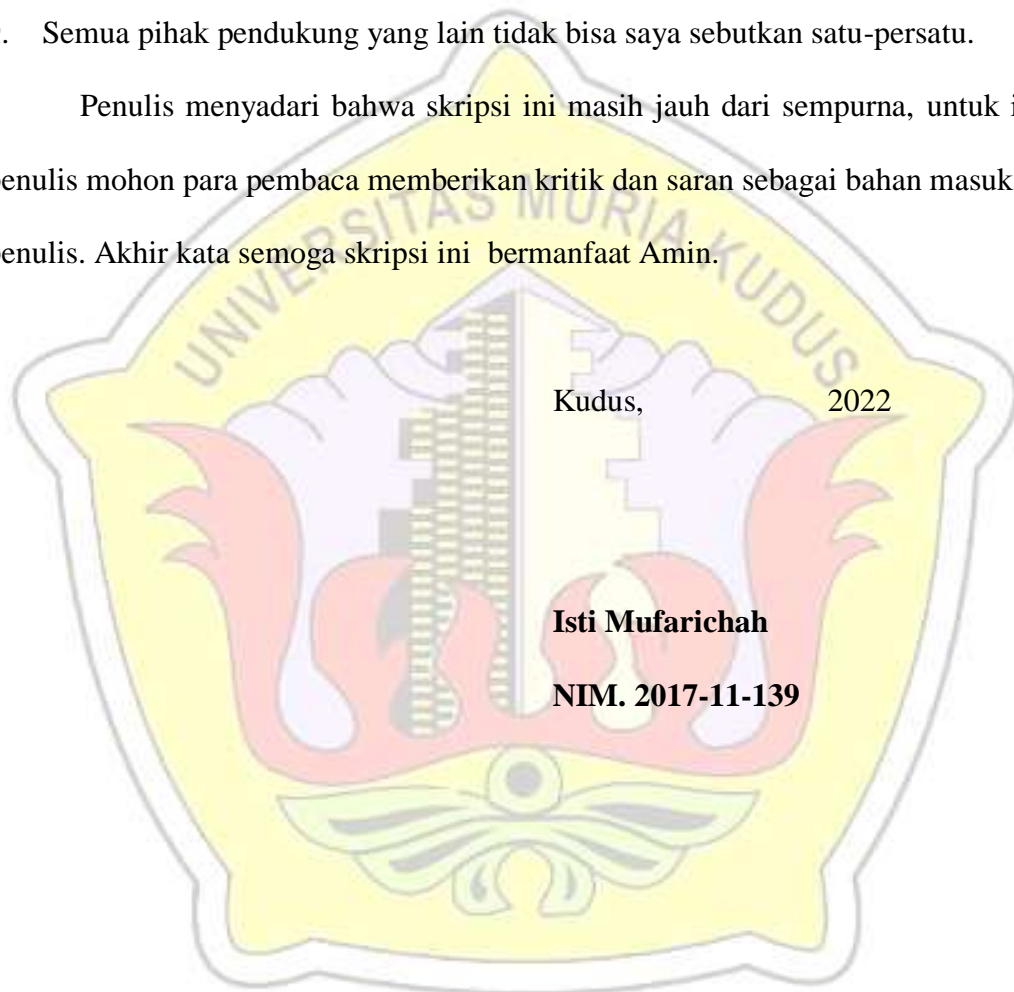 . Semua pihak pendukung yang lain tidak bisa saya sebutkan satu-persatu.
Penulis menyadari bahwa skripsi ini masih jauh dari sempurna, untuk
penulis mohon para pembaca memberikan kritik dan saran sebagai bahan masuk
penulis. Akhir kata semoga skripsi ini bermanfaat Amin.
UNIVERSITAS MURIA KUDUS
Kudus, 2022
Isti Mufarichah
NIM. 2017-11-139